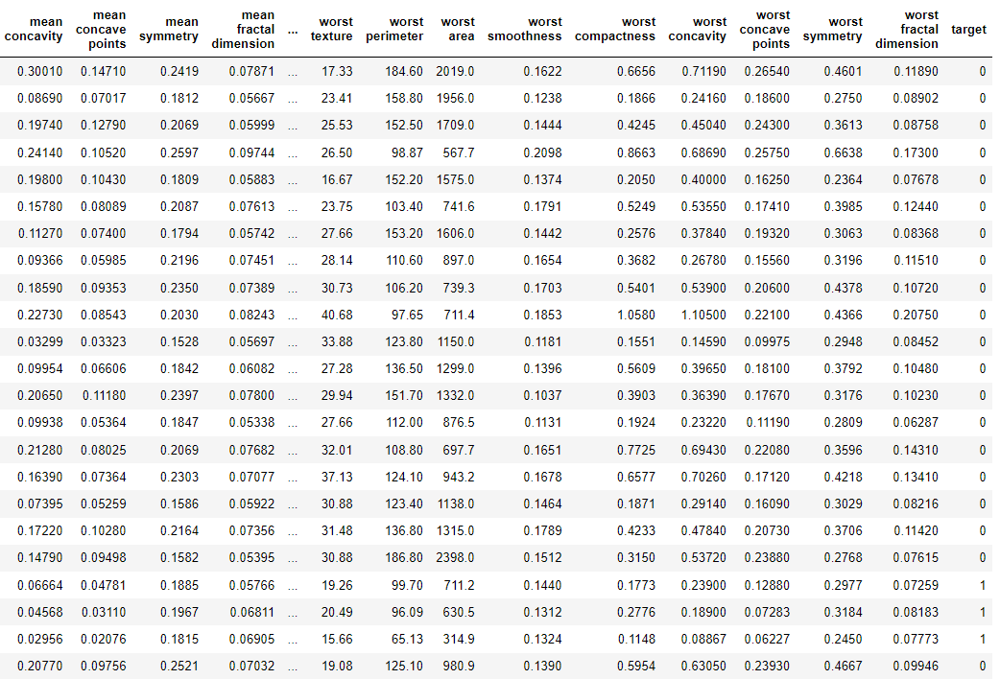 mean concavity mean concave points mean symmetry mean fractal dimension ... worst texture worst perimeter worst area worst smoothness worst compactness worst concavity worst concave points worst symmetry worst fractal dimension target
0.30010 0.14710 0.2419 0.07871 ... 17.33 184.60 2019.0 0.1622 0.6656 0.71190 0.26540 0.4601 0.11890 0
0.08690 0.07017 0.1812 0.05667 ... 23.41 158.80 1956.0 0.1238 0.1866 0.24160 0.18600 0.2750 0.08902 0
0.19740 0.12790 0.2069 0.05999 ... 25.53 152.50 1709.0 0.1444 0.4245 0.45040 0.24300 0.3613 0.08758 0
0.24140 0.10520 0.2597 0.09744 ... 26.50 98.87 567.7 0.2098 0.8663 0.68690 0.25750 0.6638 0.17300 0
0.19800 0.10430 0.1809 0.05883 ... 16.67 152.20 1575.0 0.1374 0.2050 0.40000 0.16250 0.2364 0.07678 0
0.15780 0.08089 0.2087 0.07613 ... 23.75 103.40 741.6 0.1791 0.5249 0.53550 0.17410 0.3985 0.12440 0
0.11270 0.07400 0.1794 0.05742 ... 27.66 153.20 1606.0 0.1442 0.2576 0.37840 0.19320 0.3063 0.08368 0
0.09366 0.05985 0.2196 0.07451 ... 28.14 110.60 897.0 0.1654 0.3682 0.26780 0.15560 0.3196 0.11510 0
0.18590 0.09353 0.2350 0.07389 ... 30.73 106.20 739.3 0.1703 0.5401 0.53900 0.20600 0.4378 0.10720 0
0.22730 0.08543 0.2030 0.08243 ... 40.68 97.65 711.4 0.1853 1.0580 1.10500 0.22100 0.4366 0.20750 0
0.03299 0.03323 0.1528 0.05697 ... 33.88 123.80 1150.0 0.1181 0.1551 0.14590 0.09975 0.2948 0.08452 0
0.09954 0.06606 0.1842 0.06082 ... 27.28 136.50 1299.0 0.1396 0.5609 0.39650 0.18100 0.3792 0.10480 0
0.20650 0.11180 0.2397 0.07800 ... 29.94 151.70 1332.0 0.1037 0.3903 0.36390 0.17670 0.3176 0.10230 0
0.09938 0.05364 0.1847 0.05338 ... 27.66 112.00 876.5 0.1131 0.1924 0.23220 0.11190 0.2809 0.06287 0
0.21280 0.08025 0.2069 0.07682 ... 32.01 108.80 697.7 0.1651 0.7725 0.69430 0.22080 0.3596 0.14310 0
0.16390 0.07364 0.2303 0.07077 ... 37.13 124.10 943.2 0.1678 0.6577 0.70260 0.17120 0.4218 0.13410 0
0.07395 0.05259 0.1586 0.05922 ... 30.88 123.40 1138.0 0.1464 0.1871 0.29140 0.16090 0.3029 0.08216 0
0.17220 0.10280 0.2164 0.07356 ... 31.48 136.80 1315.0 0.1789 0.4233 0.47840 0.20730 0.3706 0.11420 0
0.14790 0.09498 0.1582 0.05395 ... 30.88 186.80 2398.0 0.1512 0.3150 0.53720 0.23880 0.2768 0.07615 0
0.06664 0.04781 0.1885 0.05766 ... 19.26 99.70 711.2 0.1440 0.1773 0.23900 0.12880 0.2977 0.07259 1
0.04568 0.03110 0.1967 0.06811 ... 20.49 96.09 630.5 0.1312 0.2776 0.18900 0.07283 0.3184 0.08183 1
0.02956 0.02076 0.1815 0.06905 ... 15.66 65.13 314.9 0.1324 0.1148 0.08867 0.06227 0.2450 0.07773 1
0.20770 0.09756 0.2521 0.07032 ... 19.08 125.10 980.9 0.1390 0.5954 0.63050 0.23930 0.4667 0.09946 0